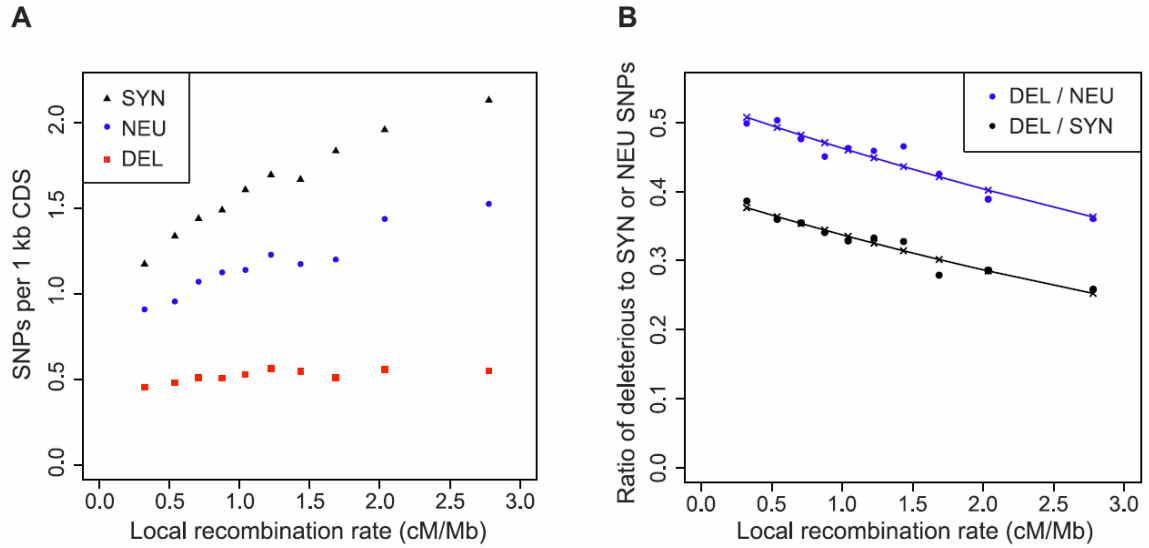 A
SNPs per 1 kb CDS
2.0
1.5
1.0
0.5
0.0
SYN
NEU
DEL
0.0 0.5 1.0 1.5 2.0 2.5 3.0
Local recombination rate (cM/Mb)
B
Ratio of deleterious to SYN or NEU SNPs
0.5
0.4
0.3
0.2
0.1
0.0
DEL / NEU
DEL / SYN
0.0 0.5 1.0 1.5 2.0 2.5 3.0
Local recombination rate (cM/Mb)